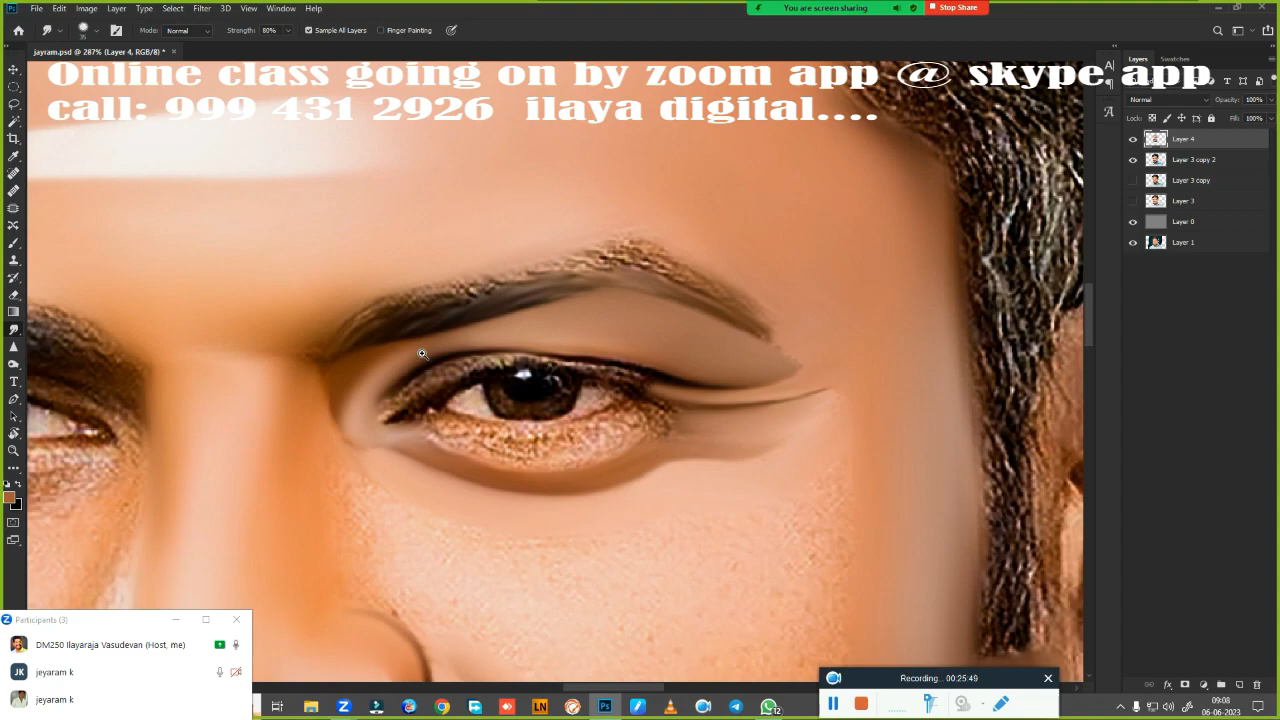 File Edit Image Layer Type Select Filter 3D View Window Help
You are screen sharing
Stop Share
Mode: Normal Strength: 80% Sample All Layers Finger Painting
jayram.psd @ 287% (Layer 4, RGB/8) *
Online class going on by zoom app @ skype app
call: 999 431 2926 ilaya digital....
Layers Swatches
Normal Opacity: 100%
Lock: Fill: 100%
Layer 4
Layer 3 copy 2
Layer 3 copy
Layer 3
Layer 0
Layer 1
Participants (3)
DM250 Ilayaraja Vasudevan (Host, me)
JK jeyaram k
jeyaram k
Recording... 00:25:49
LN
Ps
12
09:08
06-06-2023